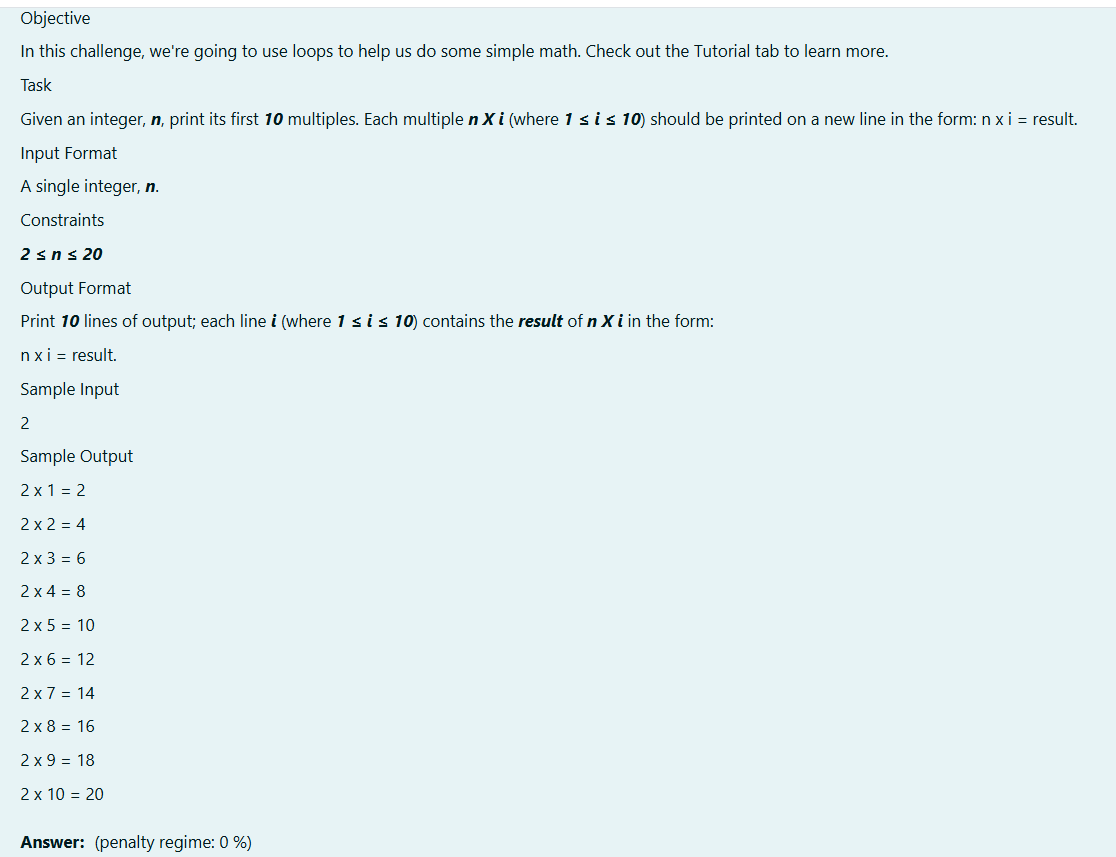 Objective
In this challenge, we're going to use loops to help us do some simple math. Check out the Tutorial tab to learn more.
Task
Given an integer, n, print its first 10 multiples. Each multiple n X i (where 1 ≤ i ≤ 10) should be printed on a new line in the form: n x i = result.
Input Format
A single integer, n.
Constraints
2 ≤ n ≤ 20
Output Format
Print 10 lines of output; each line i (where 1 ≤ i ≤ 10) contains the result of n X i in the form:
n x i = result.
Sample Input
2
Sample Output
2 x 1 = 2
2 x 2 = 4
2 x 3 = 6
2 x 4 = 8
2 x 5 = 10
2 x 6 = 12
2 x 7 = 14
2 x 8 = 16
2 x 9 = 18
2 x 10 = 20
Answer: (penalty regime: 0 %)